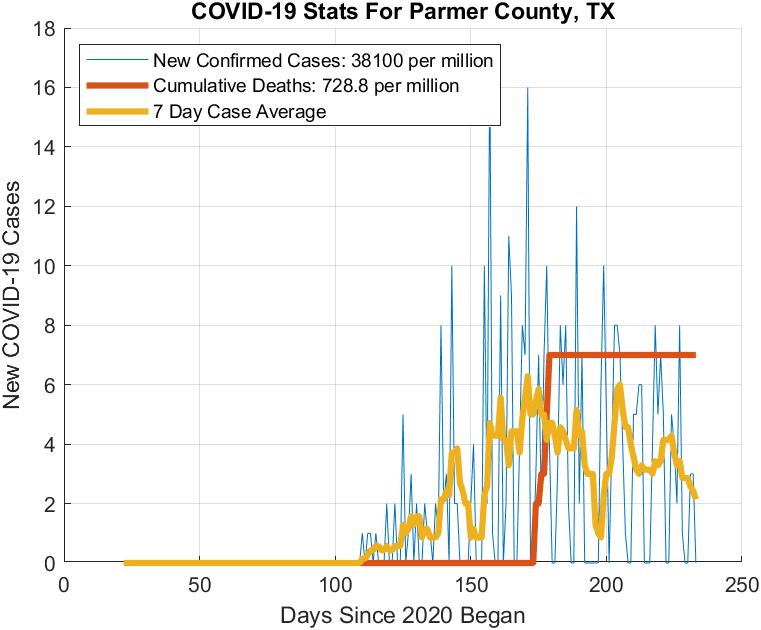 COVID-19 Stats For Parmer County, TX
New Confirmed Cases: 38100 per million
Cumulative Deaths: 728.8 per million
7 Day Case Average
New COVID-19 Cases
18
16
14
12
10
8
6
4
2
0
0 50 100 150 200 250
Days Since 2020 Began